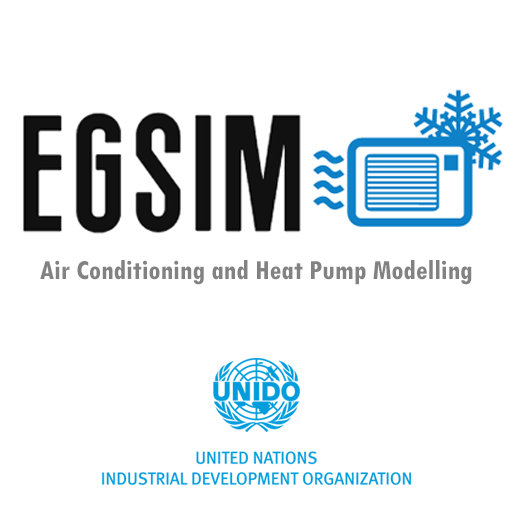 EGSIM
Air Conditioning and Heat Pump Modelling
UNIDO
UNITED NATIONS
INDUSTRIAL DEVELOPMENT ORGANIZATION